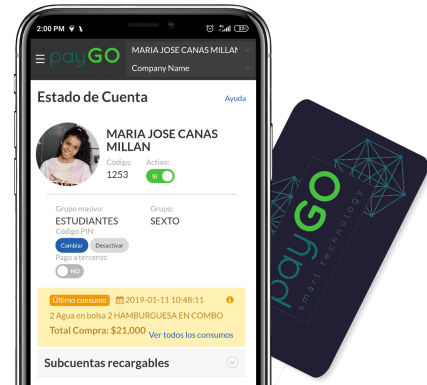 2:00 PM
payGO
MARIA JOSE CANAS MILLAN
Company Name
Estado de Cuenta
Ayuda
MARIA JOSE CANAS
MILLAN
Código: Activo:
1253 SI
Grupo masivo: Grupo:
ESTUDIANTES SEXTO
Código PIN:
Cambiar Desactivar
Pago a terceros:
NO
Último consumo 2019-01-11 10:48:11
2 Agua en bolsa 2 HAMBURGUESA EN COMBO
Total Compra: $21,000 Ver todos los consumos
Subcuentas recargables
payGO
smart technology